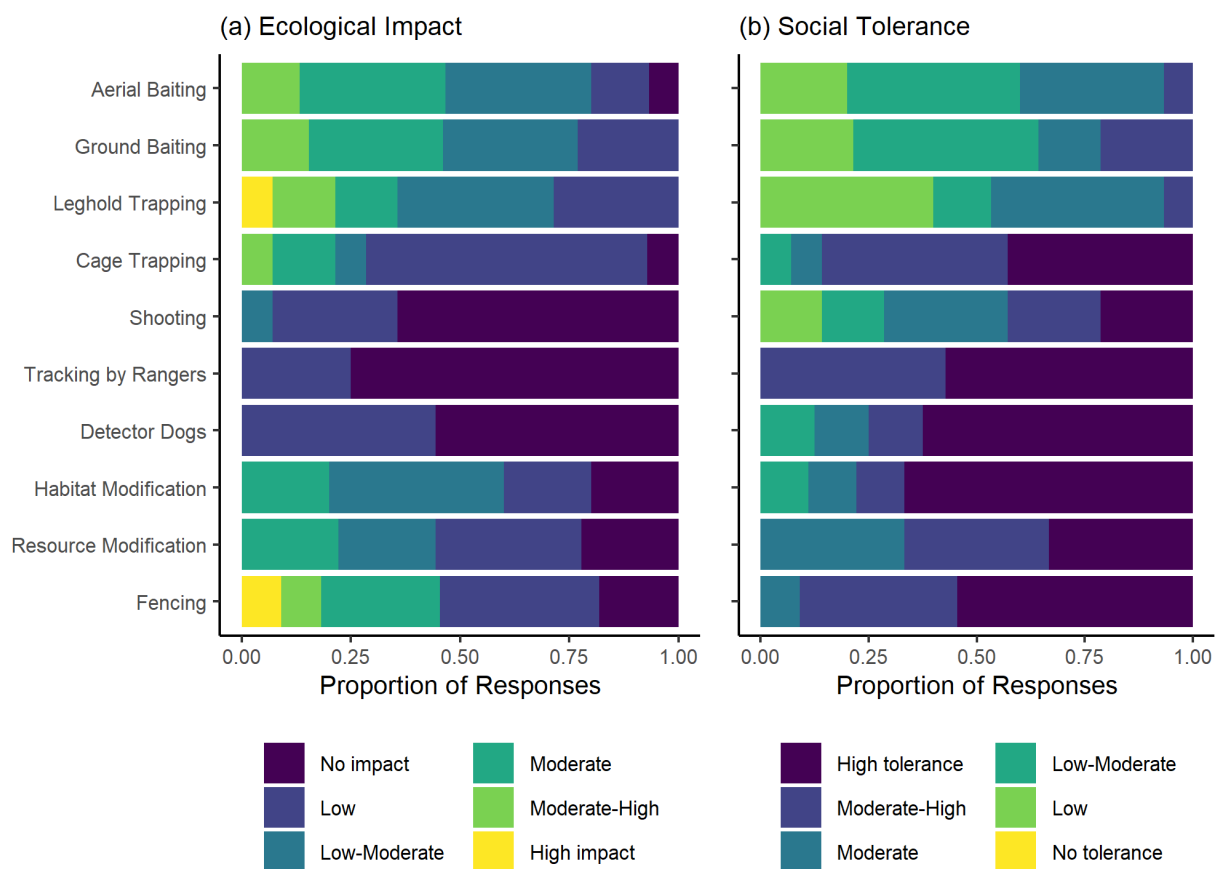 (a) Ecological Impact
(b) Social Tolerance
Aerial Baiting
Ground Baiting
Leghold Trapping
Cage Trapping
Shooting
Tracking by Rangers
Detector Dogs
Habitat Modification
Resource Modification
Fencing
0.00 0.25 0.50 0.75 1.00
0.00 0.25 0.50 0.75 1.00
Proportion of Responses
Proportion of Responses
No impact
Low
Low-Moderate
Moderate
Moderate-High
High impact
High tolerance
Moderate-High
Moderate
Low-Moderate
Low
No tolerance